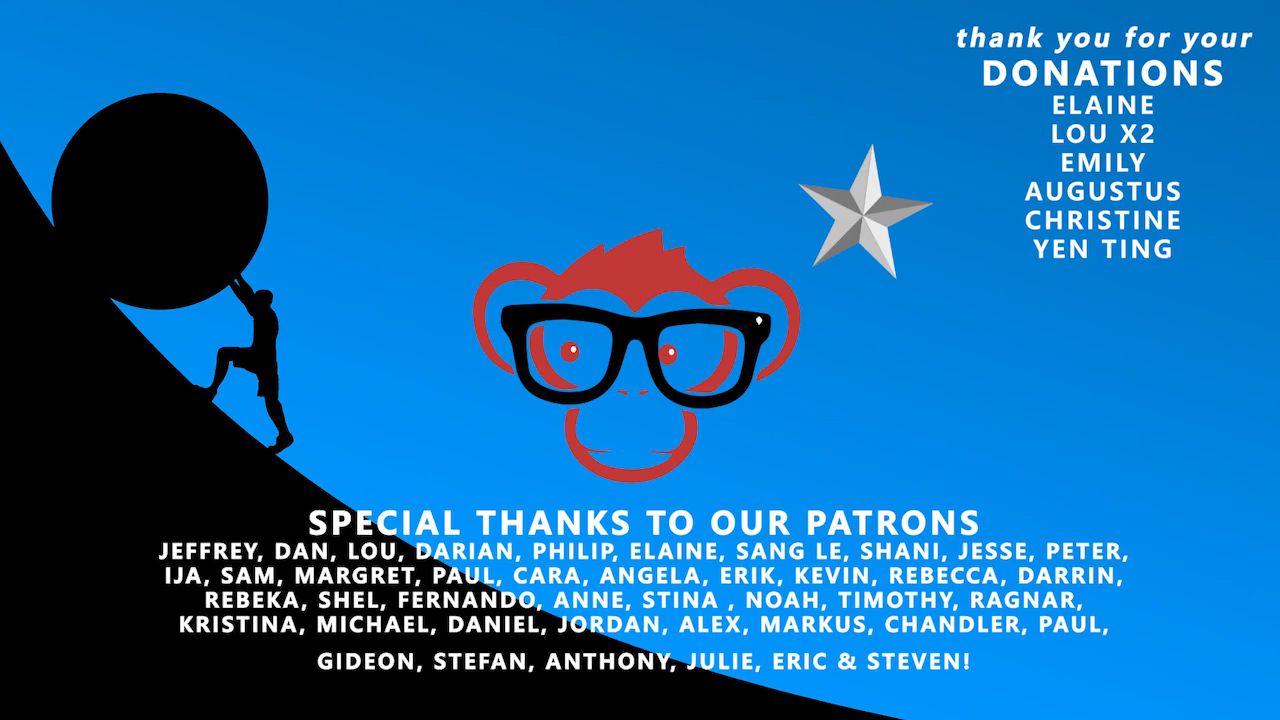 thank you for your
DONATIONS
ELAINE
LOU X2
EMILY
AUGUSTUS
CHRISTINE
YEN TING
SPECIAL THANKS TO OUR PATRONS
JEFFREY, DAN, LOU, DARIAN, PHILIP, ELAINE, SANG LE, SHANI, JESSE, PETER,
IJA, SAM, MARGRET, PAUL, CARA, ANGELA, ERIK, KEVIN, REBECCA, DARRIN,
REBEKA, SHEL, FERNANDO, ANNE, STINA , NOAH, TIMOTHY, RAGNAR,
KRISTINA, MICHAEL, DANIEL, JORDAN, ALEX, MARKUS, CHANDLER, PAUL,
GIDEON, STEFAN, ANTHONY, JULIE, ERIC & STEVEN!